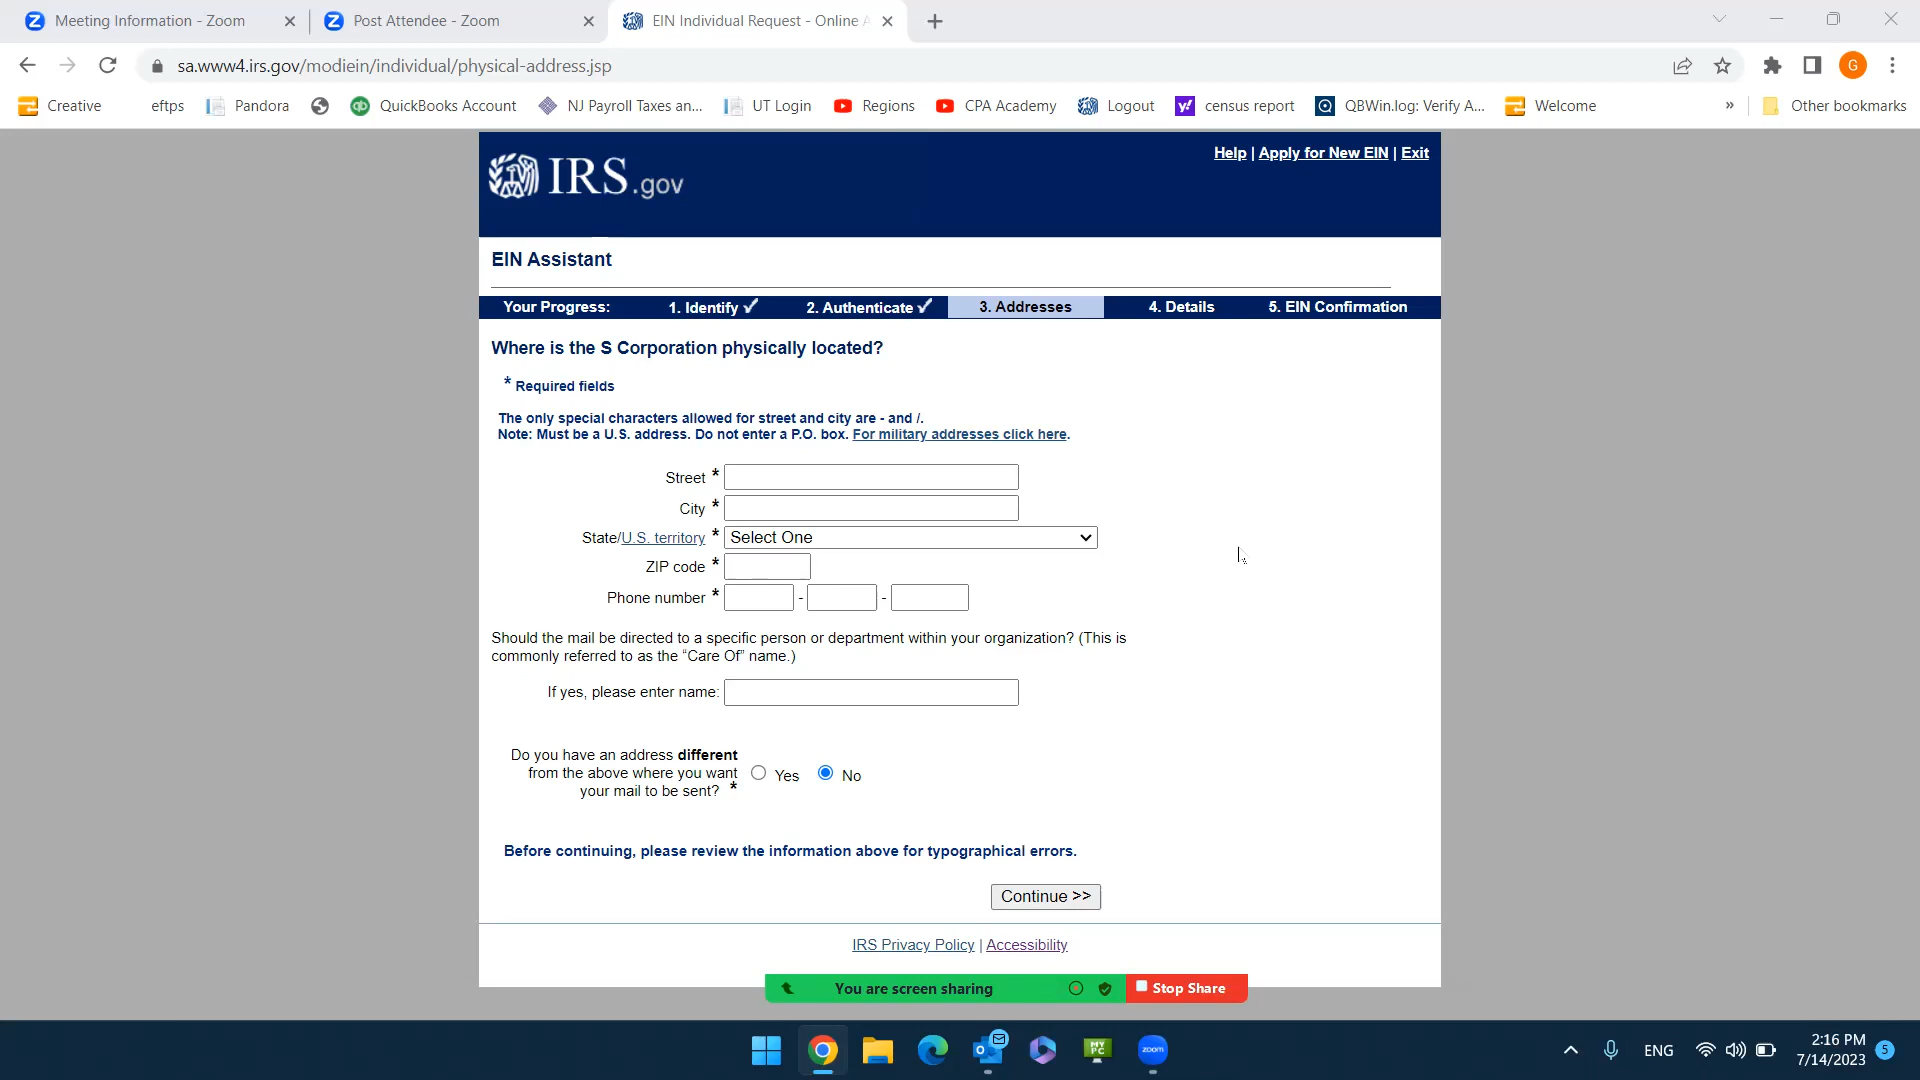 Meeting Information - Zoom
Post Attendee - Zoom
EIN Individual Request - Online A
sa.www4.irs.gov/modiein/individual/physical-address.jsp
G
Creative
eftps
Pandora
QuickBooks Account
NJ Payroll Taxes an...
UT Login
Regions
CPA Academy
Logout
census report
QBWin.log: Verify A...
Welcome
»
Other bookmarks
IRS.gov
Help | Apply for New EIN | Exit
EIN Assistant
Your Progress: 1. Identify ✓ 2. Authenticate ✓ 3. Addresses 4. Details 5. EIN Confirmation
Where is the S Corporation physically located?
* Required fields
The only special characters allowed for street and city are - and /.
Note: Must be a U.S. address. Do not enter a P.O. box. For military addresses click here.
Street *
City *
State/U.S. territory * Select One
ZIP code *
Phone number * - -
Should the mail be directed to a specific person or department within your organization? (This is
commonly referred to as the “Care Of” name.)
If yes, please enter name:
Do you have an address different
from the above where you want
your mail to be sent? *
Yes No
Before continuing, please review the information above for typographical errors.
Continue >>
IRS Privacy Policy | Accessibility
You are screen sharing
Stop Share
MY PC
zoom
ENG
2:16 PM
7/14/2023
5